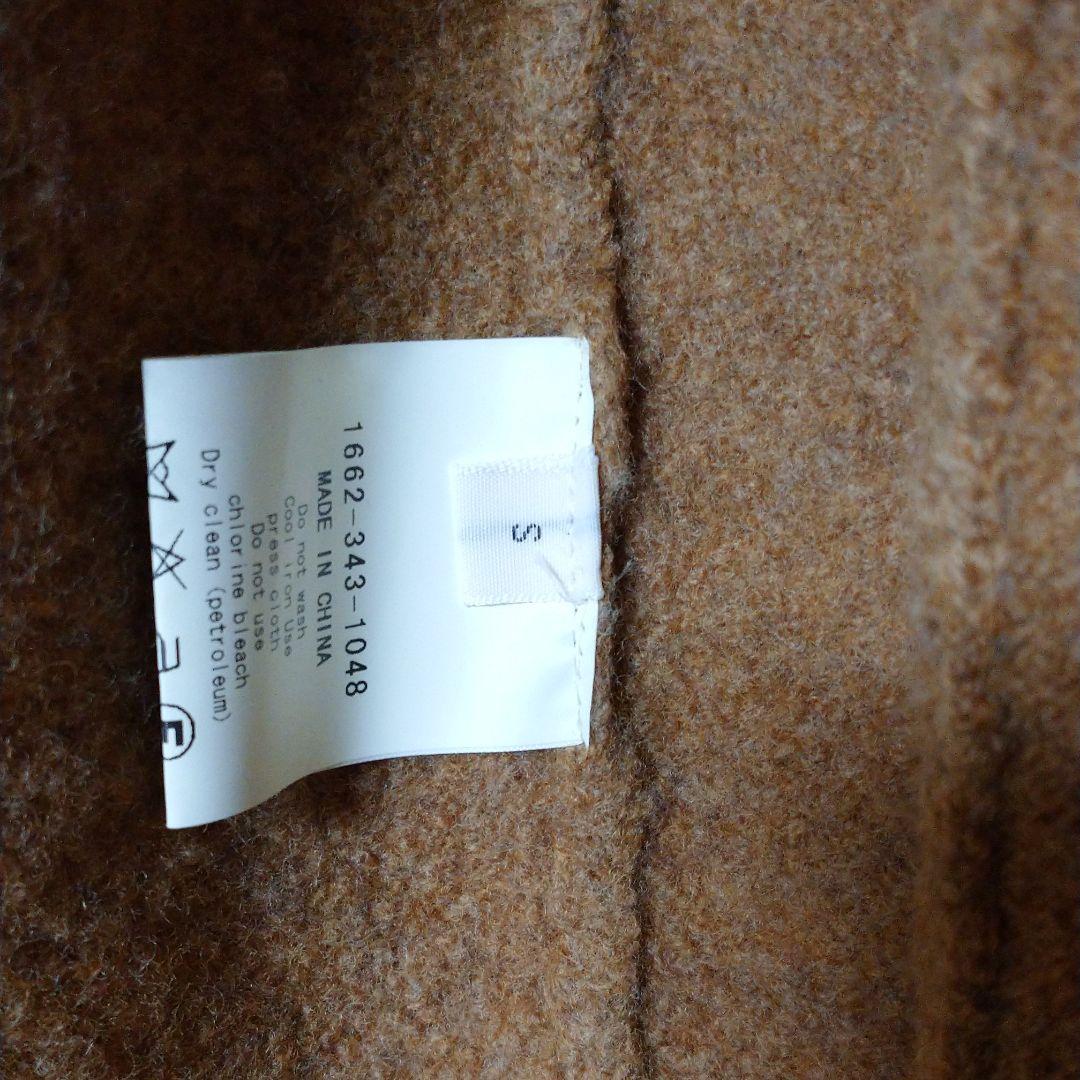 S
1662-343-1048
MADE IN CHINA
Do not wash
Cool iron Use
press cloth
Do not use
chlorine bleach
Dry clean (petroleum)
F